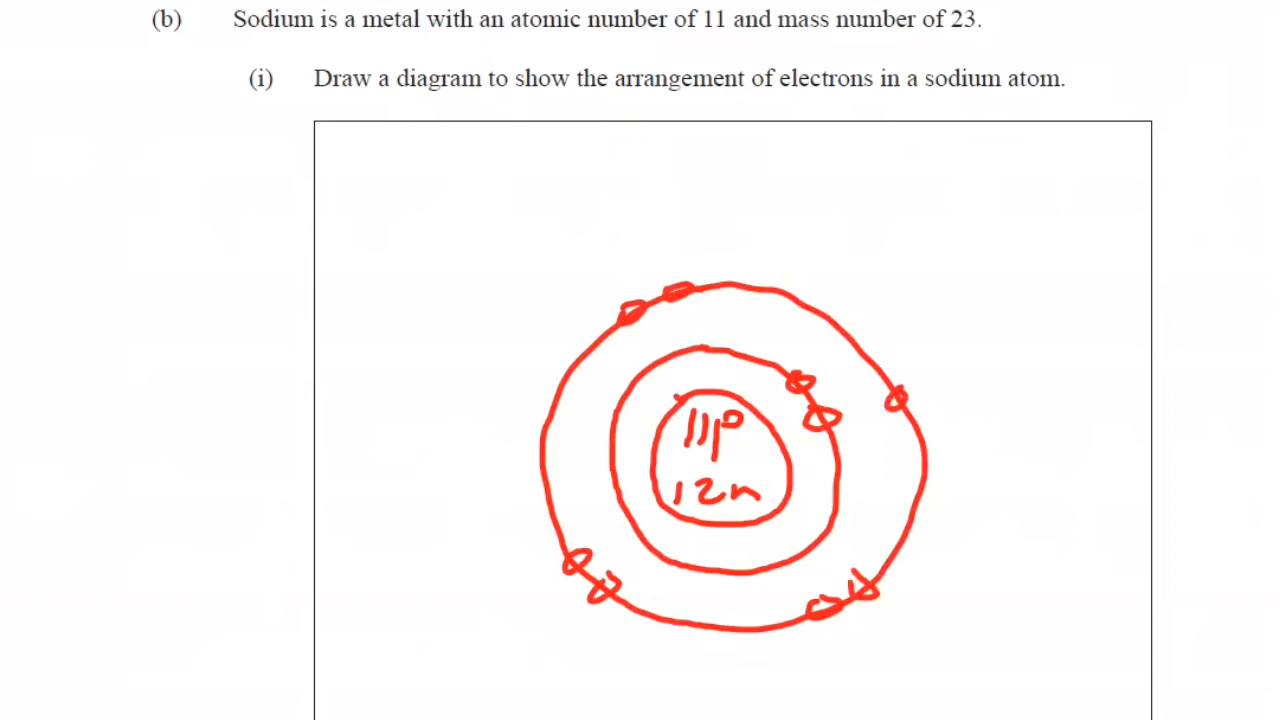 (b) Sodium is a metal with an atomic number of 11 and mass number of 23.
(i) Draw a diagram to show the arrangement of electrons in a sodium atom.
11p
12n